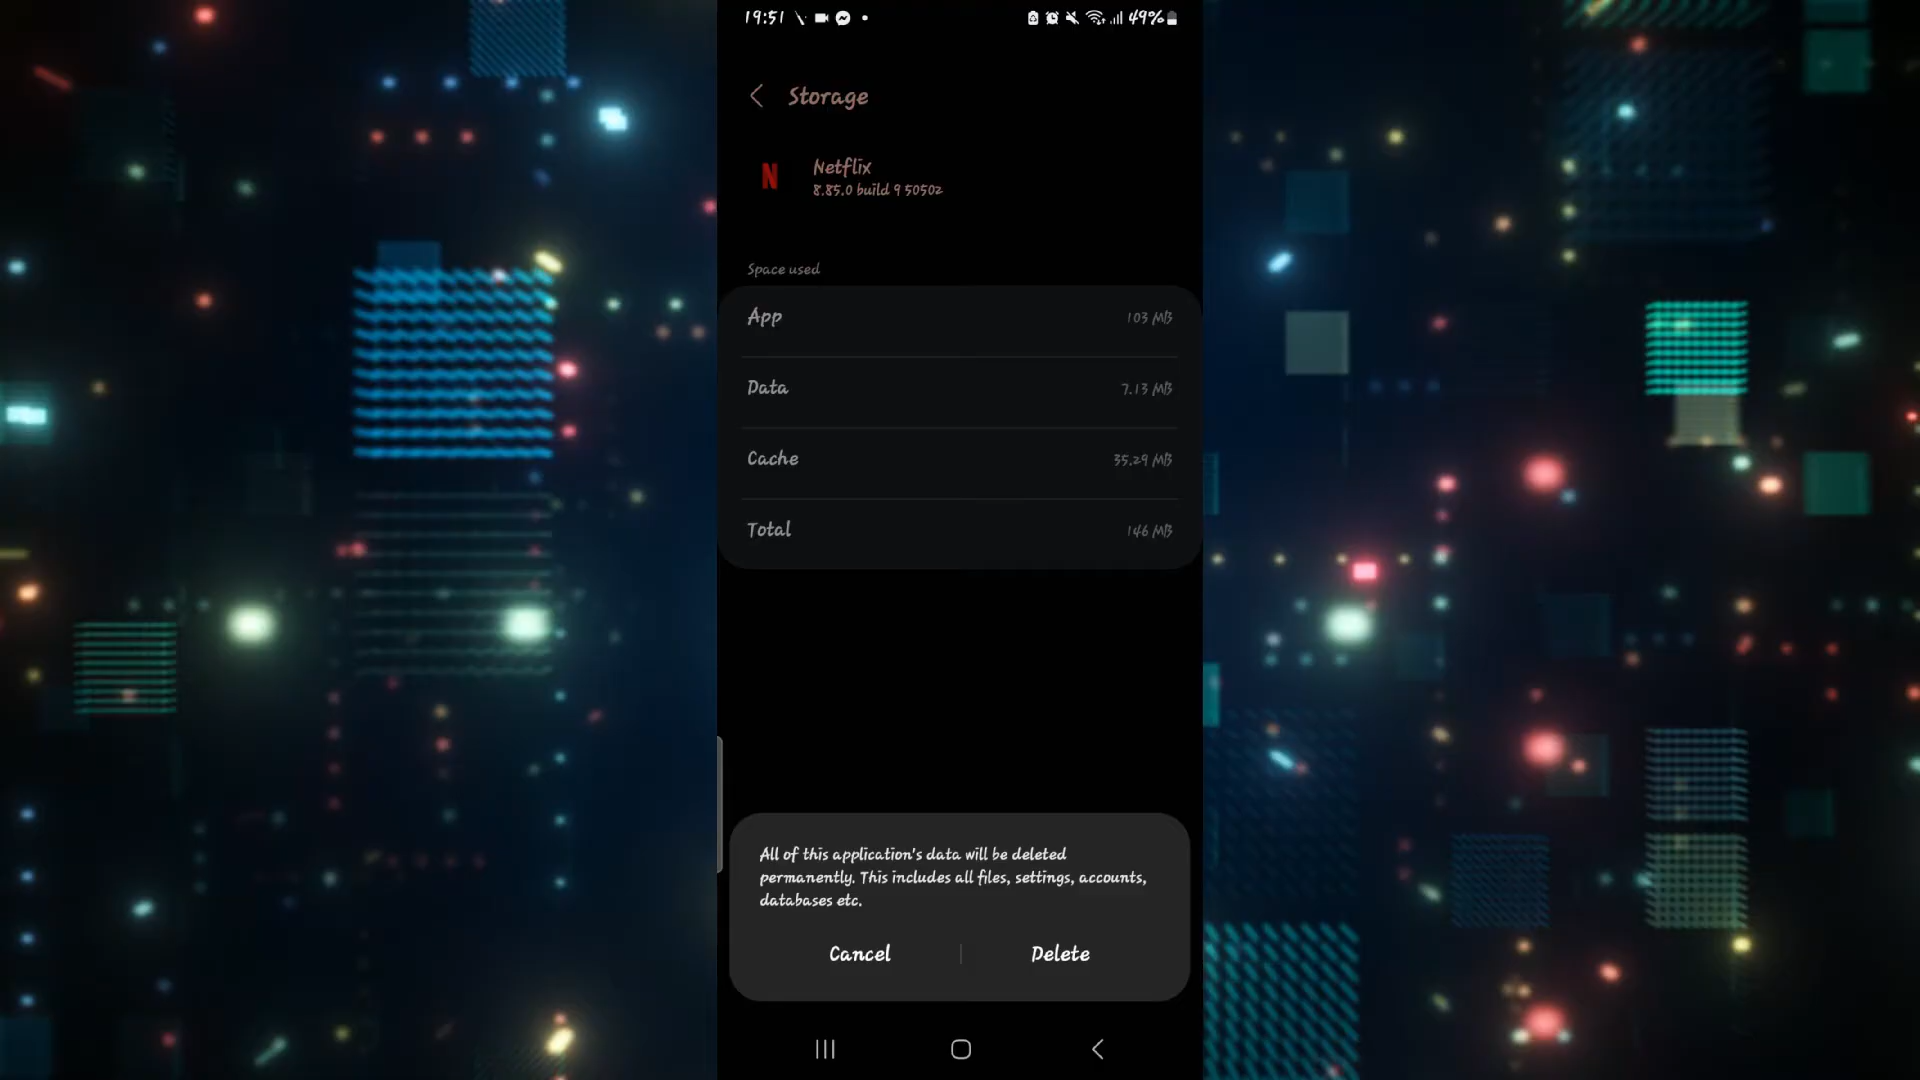 19:51
49%
Storage
Netflix
8.85.0 build 9 50502
Space used
App 103 MB
Data 7.13 MB
Cache 35.29 MB
Total 146 MB
All of this application's data will be deleted
permanently. This includes all files, settings, accounts,
databases etc.
Cancel Delete